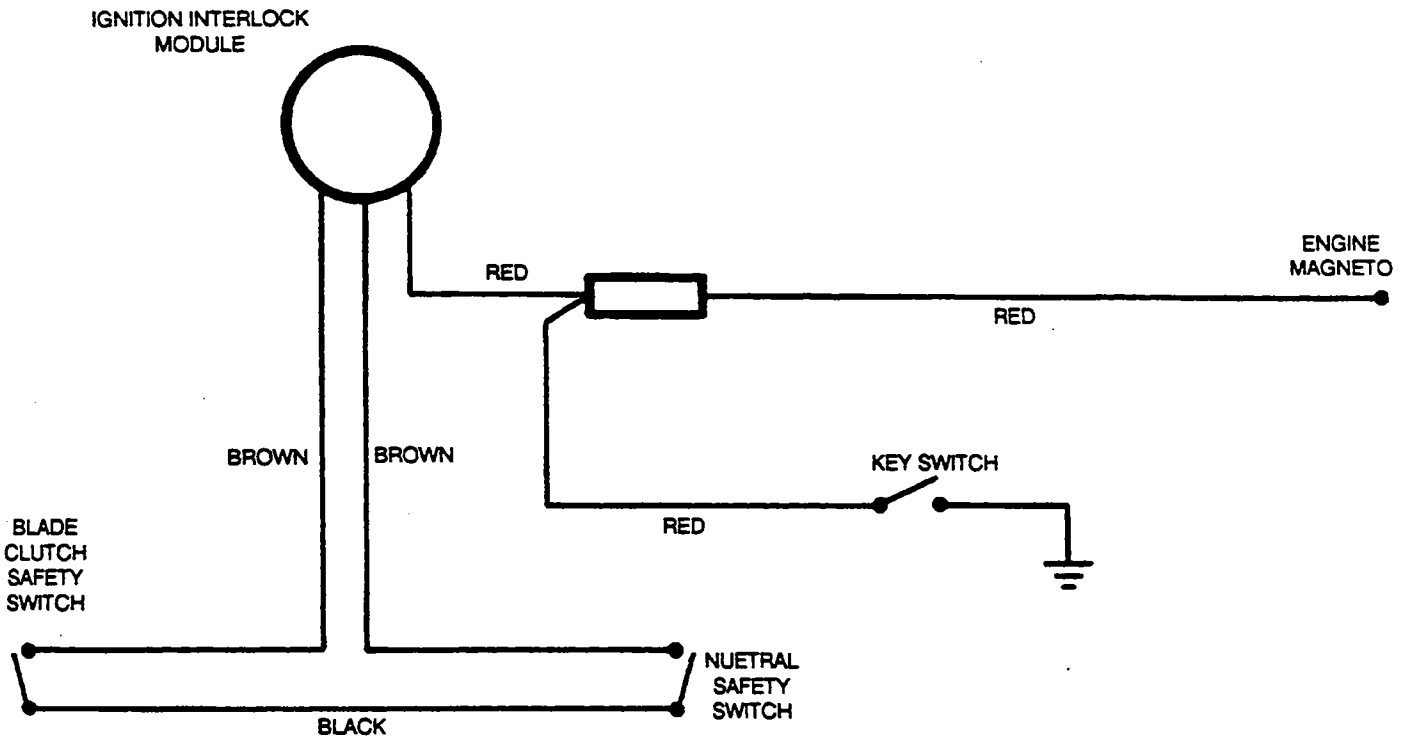 IGNITION INTERLOCK
MODULE
RED
ENGINE
MAGNETO
RED
BROWN
BROWN
KEY SWITCH
RED
BLADE
CLUTCH
SAFETY
SWITCH
NUETRAL
SAFETY
SWITCH
BLACK